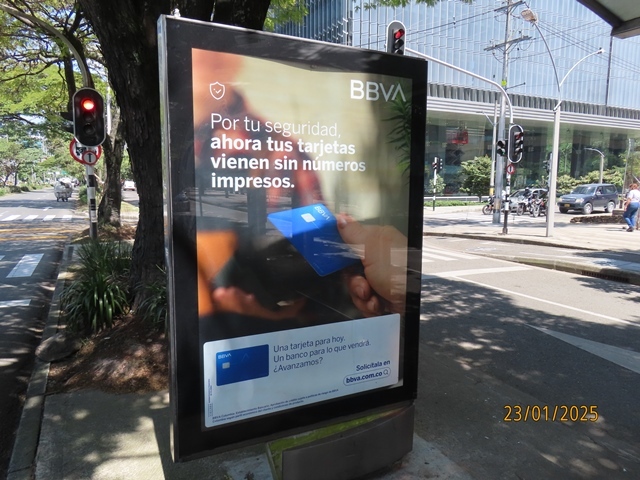 BBVA
Por tu seguridad,
ahora tus tarjetas
vienen sin números
impresos.
BBVA
BBVA
Una tarjeta para hoy.
Un banco para lo que vendrá.
¿Avanzamos?
Solicítala en
bbva.com.co
23/01/2025